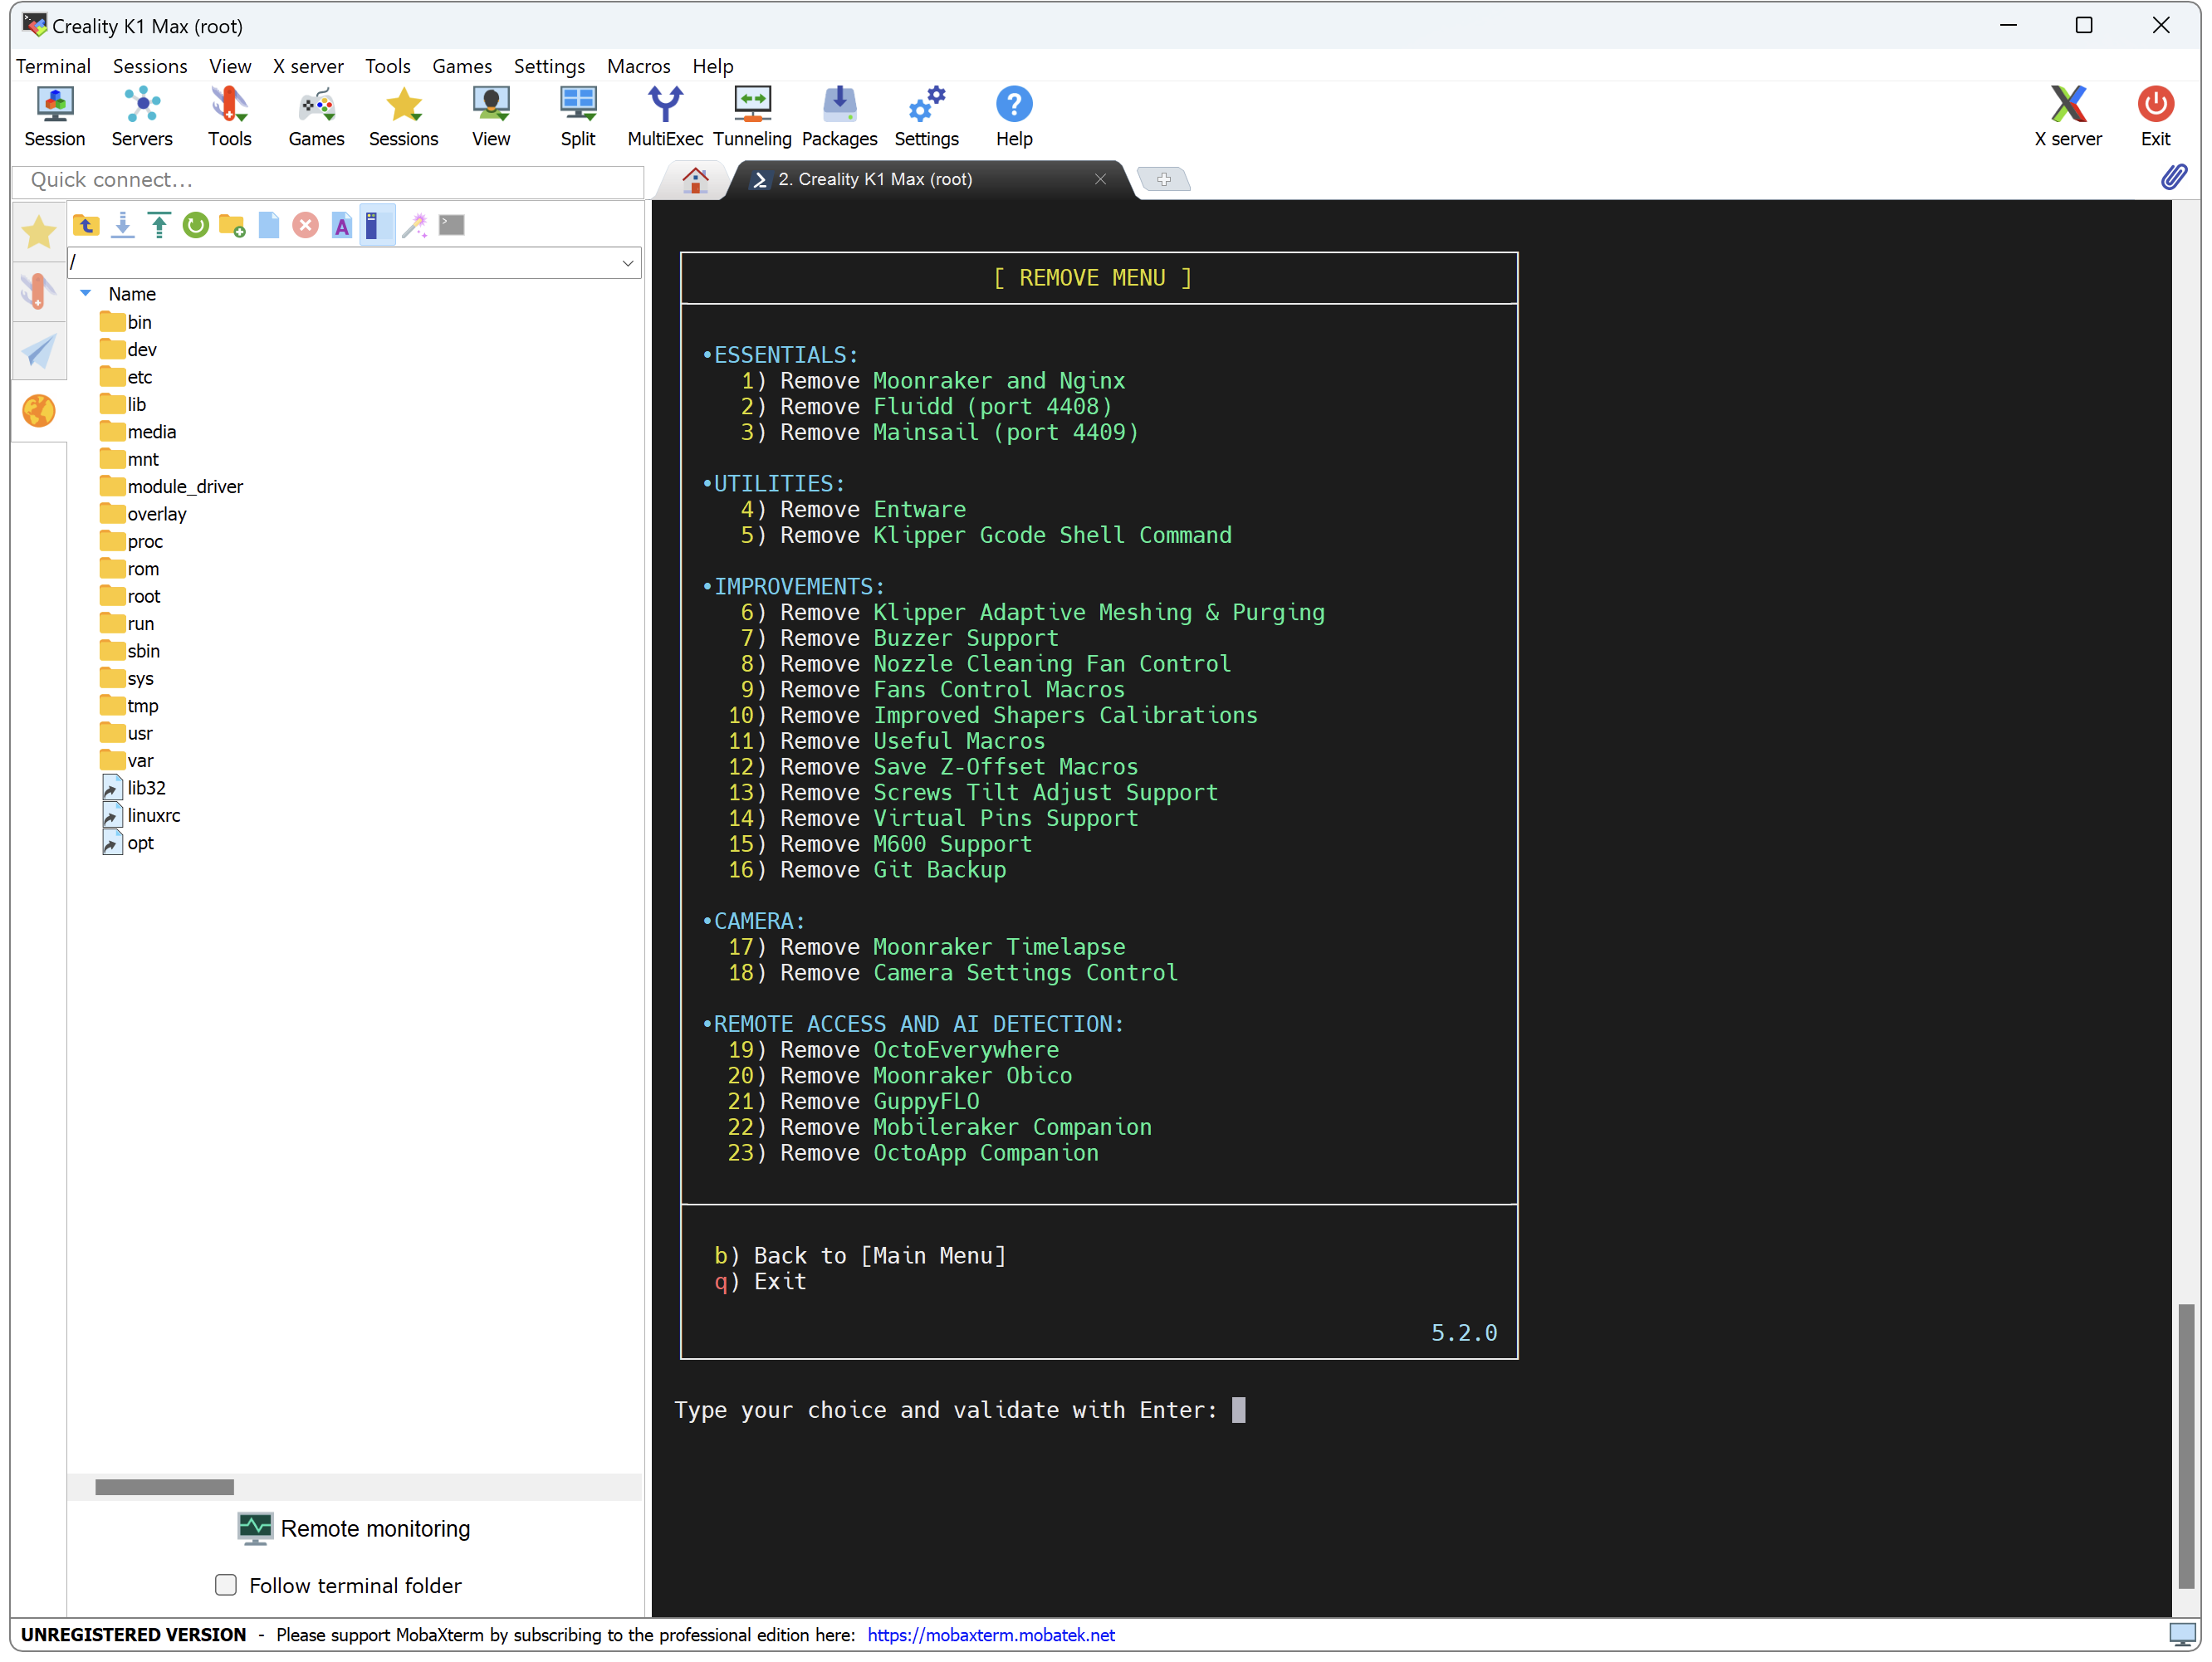 Creality K1 Max (root)
Terminal Sessions View X server Tools Games Settings Macros Help
Session Servers Tools Games Sessions View Split MultiExec Tunneling Packages Settings Help X server Exit
Quick connect...
2. Creality K1 Max (root)
/
Name
bin
dev
etc
lib
media
mnt
module_driver
overlay
proc
rom
root
run
sbin
sys
tmp
usr
var
lib32
linuxrc
opt
Remote monitoring
Follow terminal folder
[ REMOVE MENU ]
•ESSENTIALS:
1) Remove Moonraker and Nginx
2) Remove Fluidd (port 4408)
3) Remove Mainsail (port 4409)
•UTILITIES:
4) Remove Entware
5) Remove Klipper Gcode Shell Command
•IMPROVEMENTS:
6) Remove Klipper Adaptive Meshing & Purging
7) Remove Buzzer Support
8) Remove Nozzle Cleaning Fan Control
9) Remove Fans Control Macros
10) Remove Improved Shapers Calibrations
11) Remove Useful Macros
12) Remove Save Z-Offset Macros
13) Remove Screws Tilt Adjust Support
14) Remove Virtual Pins Support
15) Remove M600 Support
16) Remove Git Backup
•CAMERA:
17) Remove Moonraker Timelapse
18) Remove Camera Settings Control
•REMOTE ACCESS AND AI DETECTION:
19) Remove OctoEverywhere
20) Remove Moonraker Obico
21) Remove GuppyFLO
22) Remove Mobileraker Companion
23) Remove OctoApp Companion
b) Back to [Main Menu]
q) Exit
5.2.0
Type your choice and validate with Enter:
UNREGISTERED VERSION - Please support MobaXterm by subscribing to the professional edition here: https://mobaxterm.mobatek.net